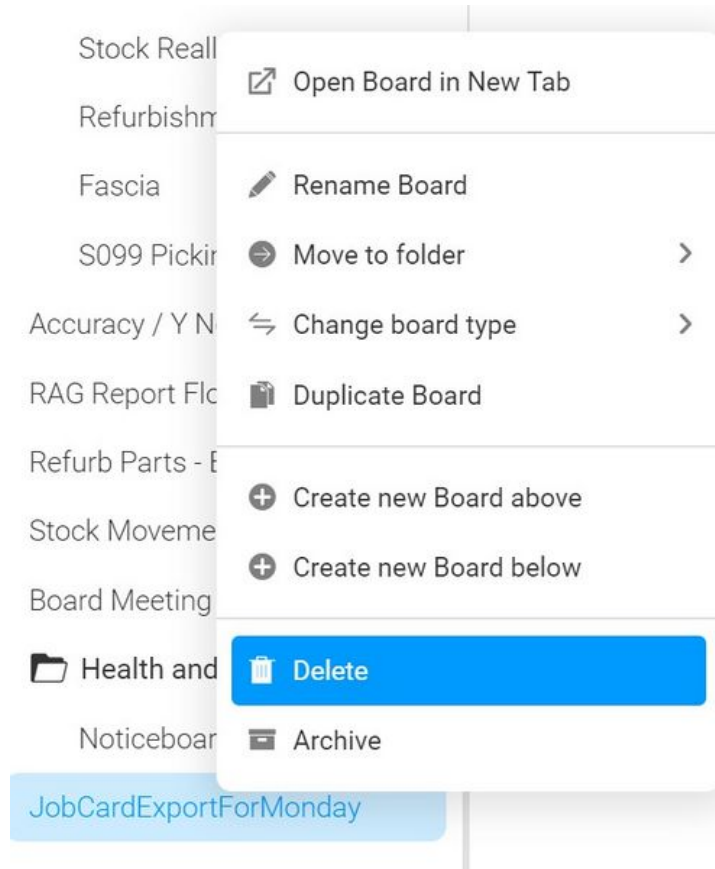 Stock Reall
Open Board in New Tab
Refurbishm
Fascia
Rename Board
S099 Pickin
Move to folder
Accuracy / Y N
Change board type
RAG Report Flo
Duplicate Board
Refurb Parts -
Create new Board above
Stock Moveme
Create new Board below
Board Meeting
Health and
Delete
Noticeboar
Archive
JobCardExportForMonday